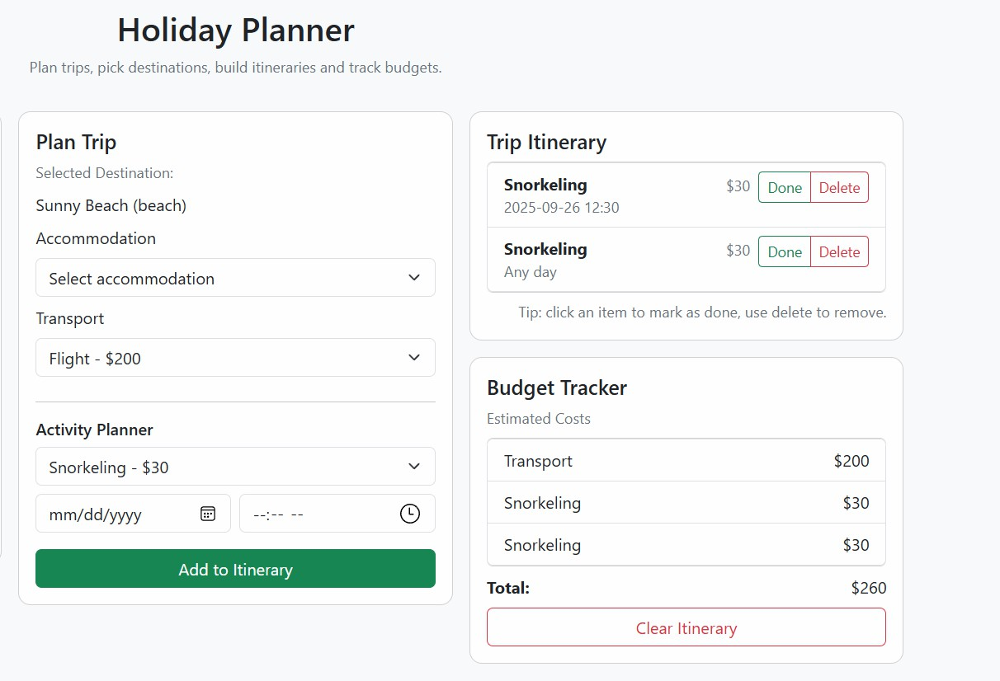 Holiday Planner
Plan trips, pick destinations, build itineraries and track budgets.
Plan Trip
Selected Destination:
Sunny Beach (beach)
Accommodation
Select accommodation
Transport
Flight - $200
Activity Planner
Snorkeling - $30
mm/dd/yyyy --:-- --
Add to Itinerary
Trip Itinerary
Snorkeling $30 Done Delete
2025-09-26 12:30
Snorkeling $30 Done Delete
Any day
Tip: click an item to mark as done, use delete to remove.
Budget Tracker
Estimated Costs
Transport $200
Snorkeling $30
Snorkeling $30
Total: $260
Clear Itinerary